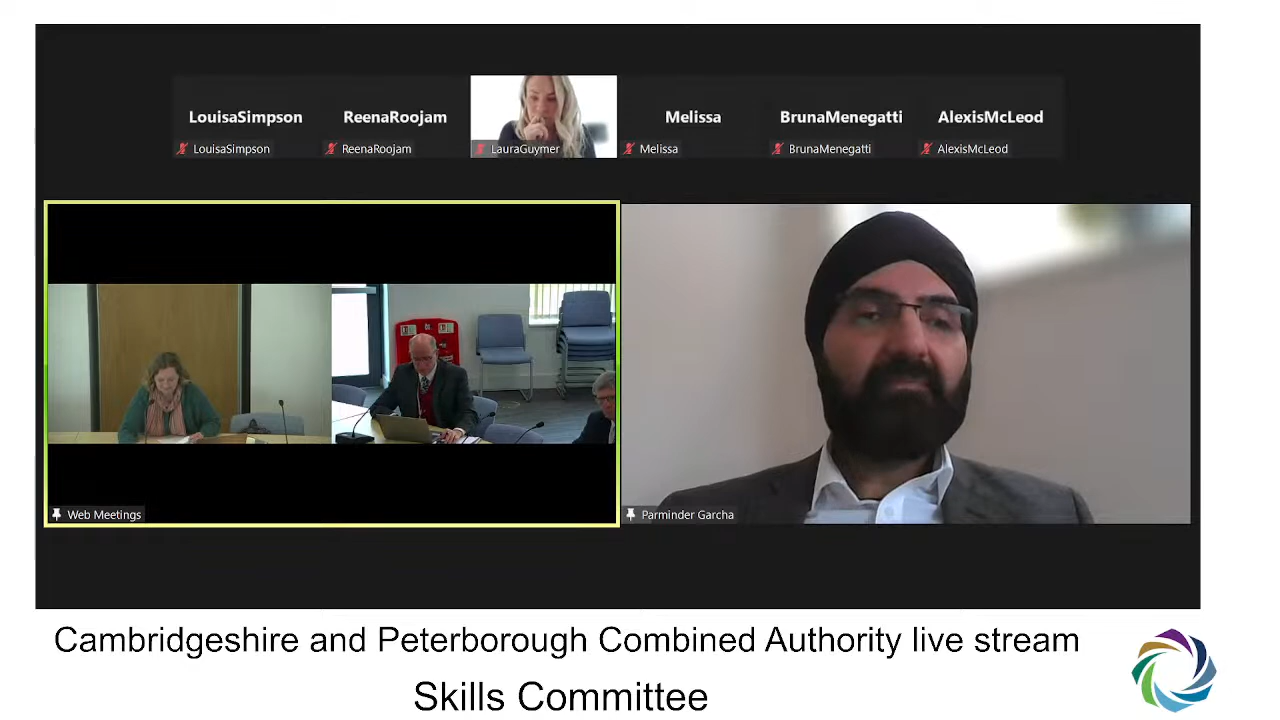 LouisaSimpson
ReenaRoojam
Melissa
BrunaMenegatti
AlexisMcLeod
LouisaSimpson
ReenaRoojam
LauraGuymer
Melissa
BrunaMenegatti
AlexisMcLeod
Web Meetings
Parminder Garcha
Cambridgeshire and Peterborough Combined Authority live stream
Skills Committee